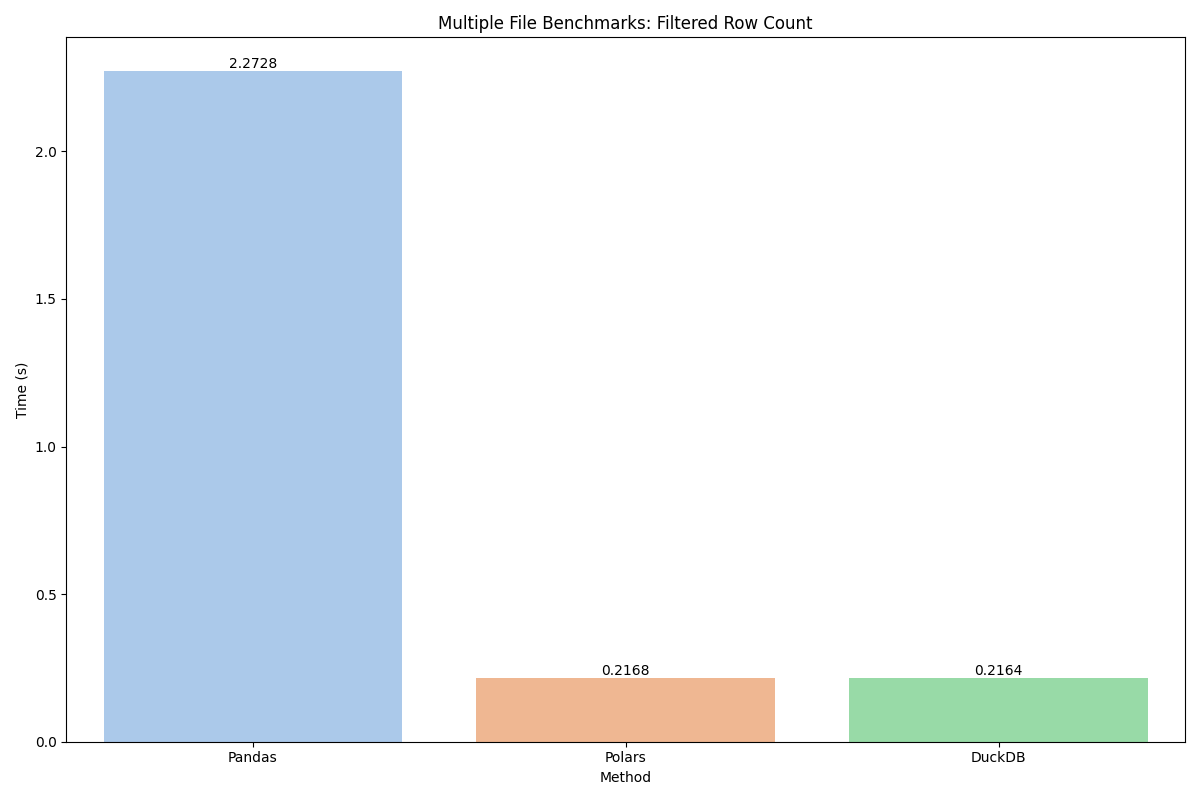 Multiple File Benchmarks: Filtered Row Count
2.2728
0.2168
0.2164
Time (s)
2.0
1.5
1.0
0.5
0.0
Pandas
Polars
DuckDB
Method